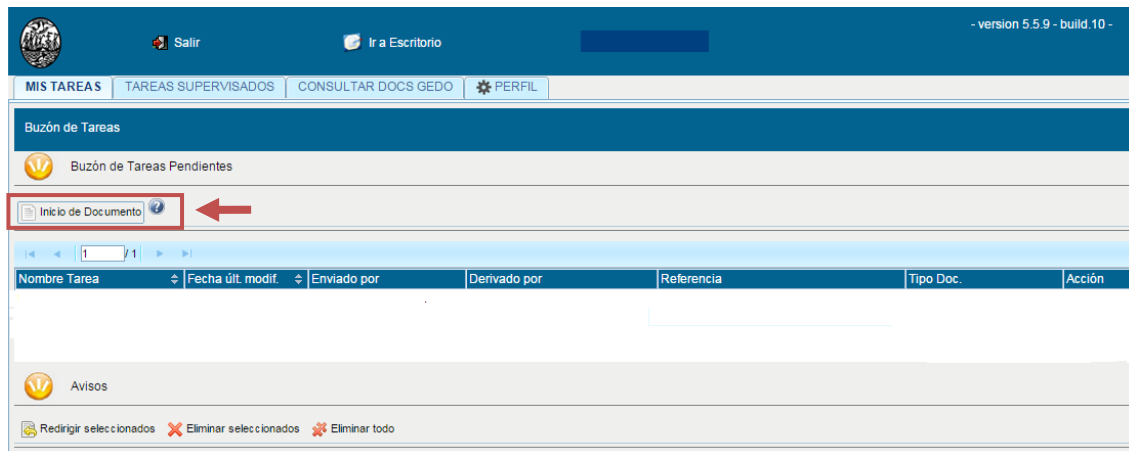 - version 5.5.9 - build.10 -
Salir Ir a Escritorio
MIS TAREAS TAREAS SUPERVISADOS CONSULTAR DOCS GEDO PERFIL
Buzón de Tareas
Buzón de Tareas Pendientes
Inicio de Documento
1 / 1
Nombre Tarea Fecha últ. modif. Enviado por Derivado por Referencia Tipo Doc. Acción
Avisos
Redirigir seleccionados Eliminar seleccionados Eliminar todo